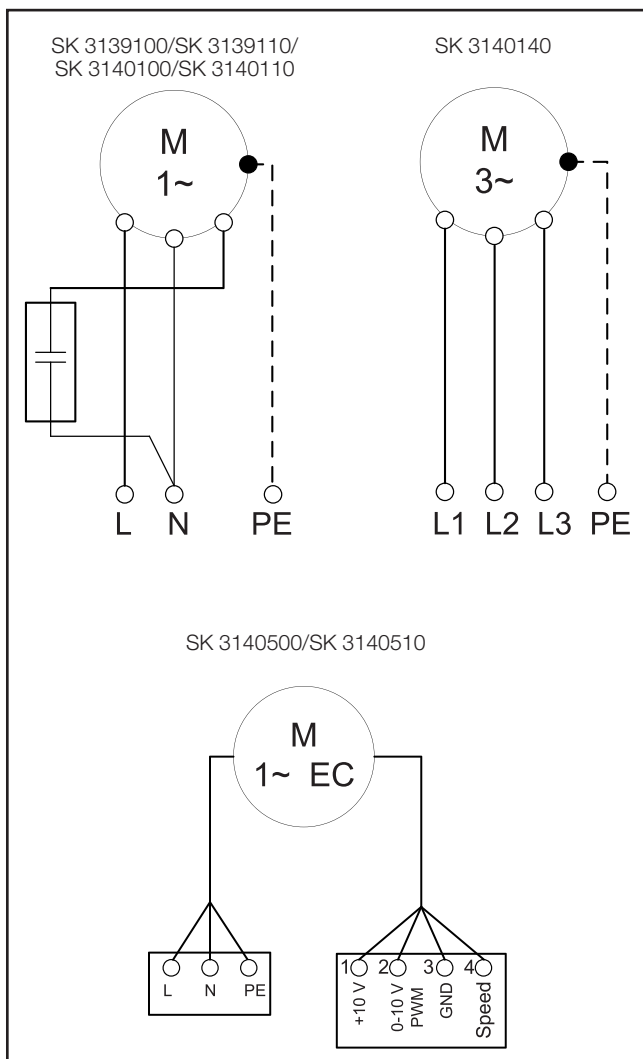 SK 3139100/SK 3139110/
SK 3140100/SK 3140110
M
1~
L N PE
SK 3140140
M
3~
L1 L2 L3 PE
SK 3140500/SK 3140510
M
1~ EC
L N PE
1 2 3 4
+10 V
0-10 V
PWM
GND
Speed